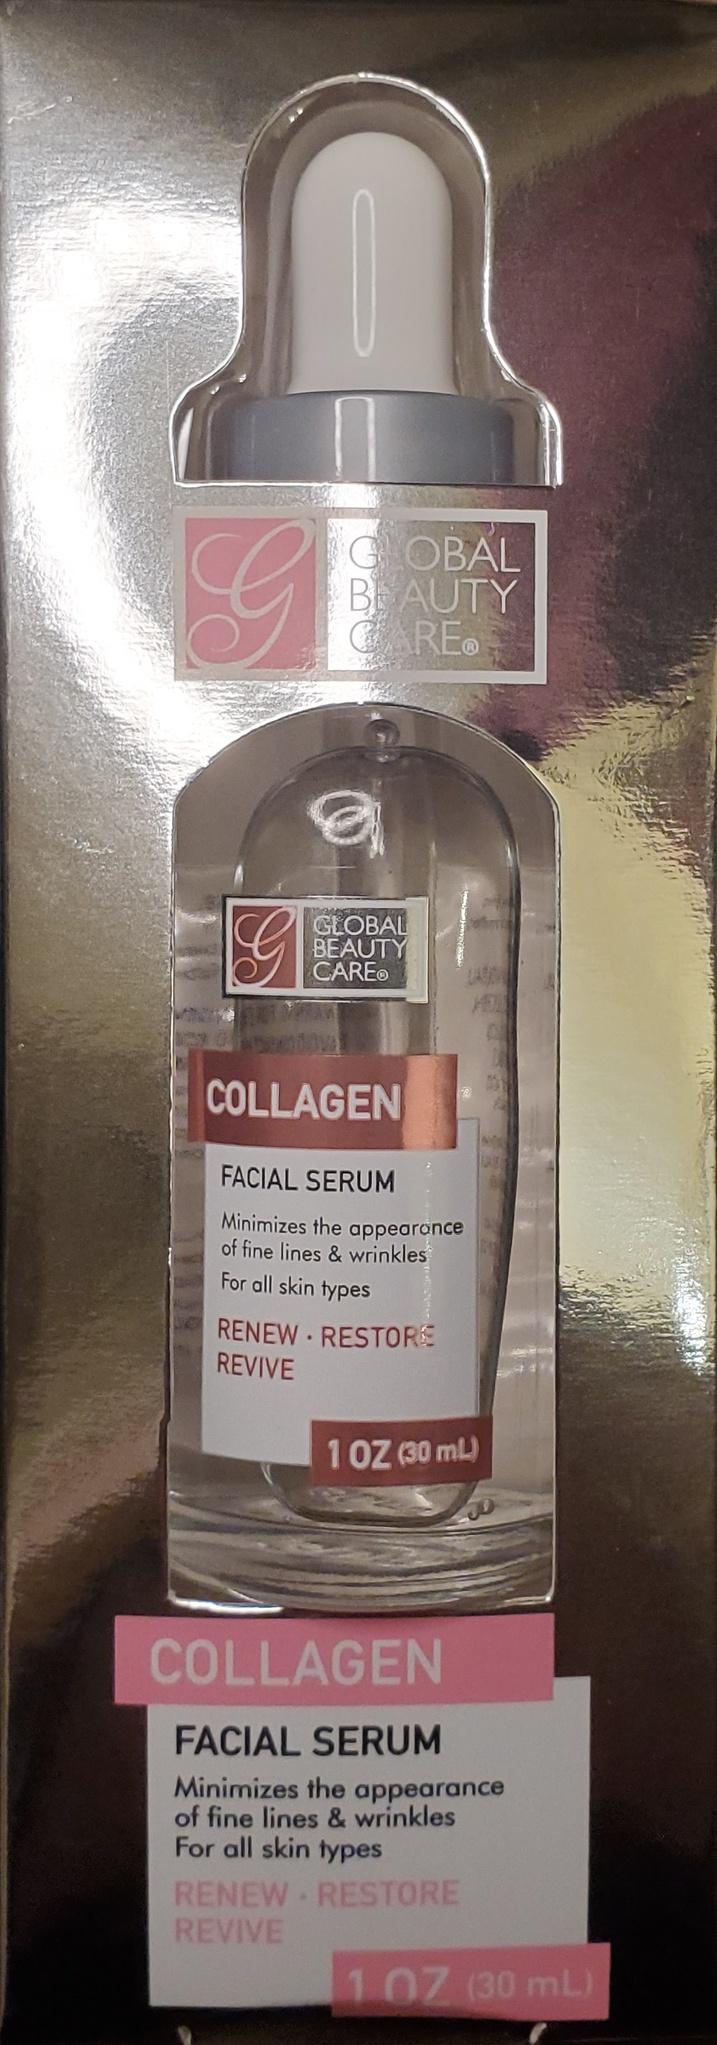 G GLOBAL
BEAUTY
CARE®
G GLOBAL
BEAUTY
CARE®
COLLAGEN
FACIAL SERUM
Minimizes the appearance
of fine lines & wrinkles
For all skin types
RENEW · RESTORE
REVIVE
1 OZ (30 mL)
COLLAGEN
FACIAL SERUM
Minimizes the appearance
of fine lines & wrinkles
For all skin types
RENEW · RESTORE
REVIVE
1 OZ (30 mL)